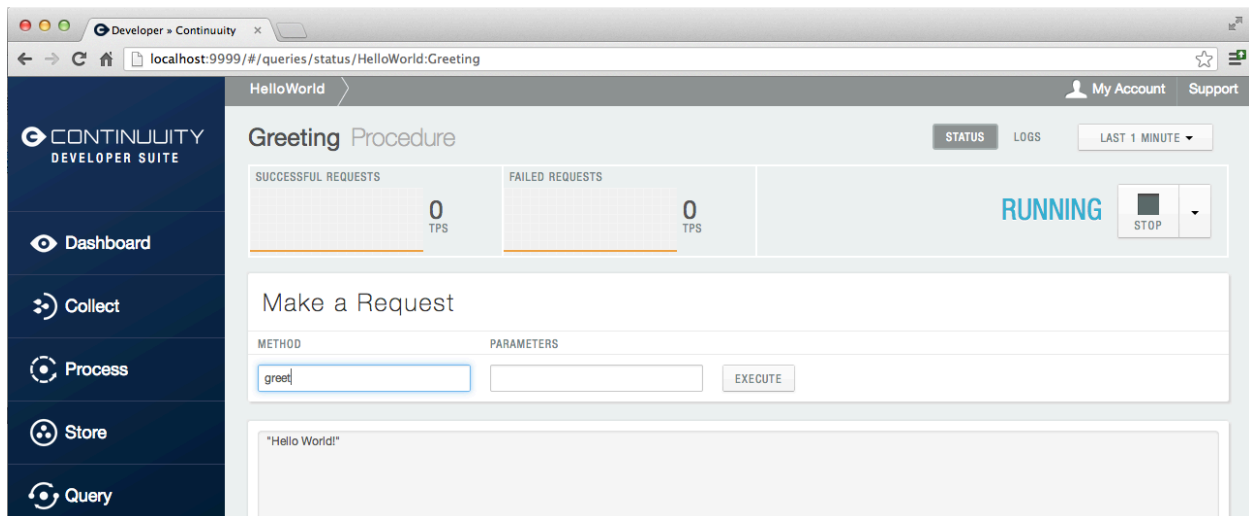 Developer » Continuity
localhost:9999/#/queries/status/HelloWorld:Greeting
HelloWorld
My Account
Support
CONTINUUITY
DEVELOPER SUITE
Dashboard
Collect
Process
Store
Query
Greeting Procedure
STATUS
LOGS
LAST 1 MINUTE
SUCCESSFUL REQUESTS
0
TPS
FAILED REQUESTS
0
TPS
RUNNING
STOP
Make a Request
METHOD
PARAMETERS
greet
EXECUTE
"Hello World!"